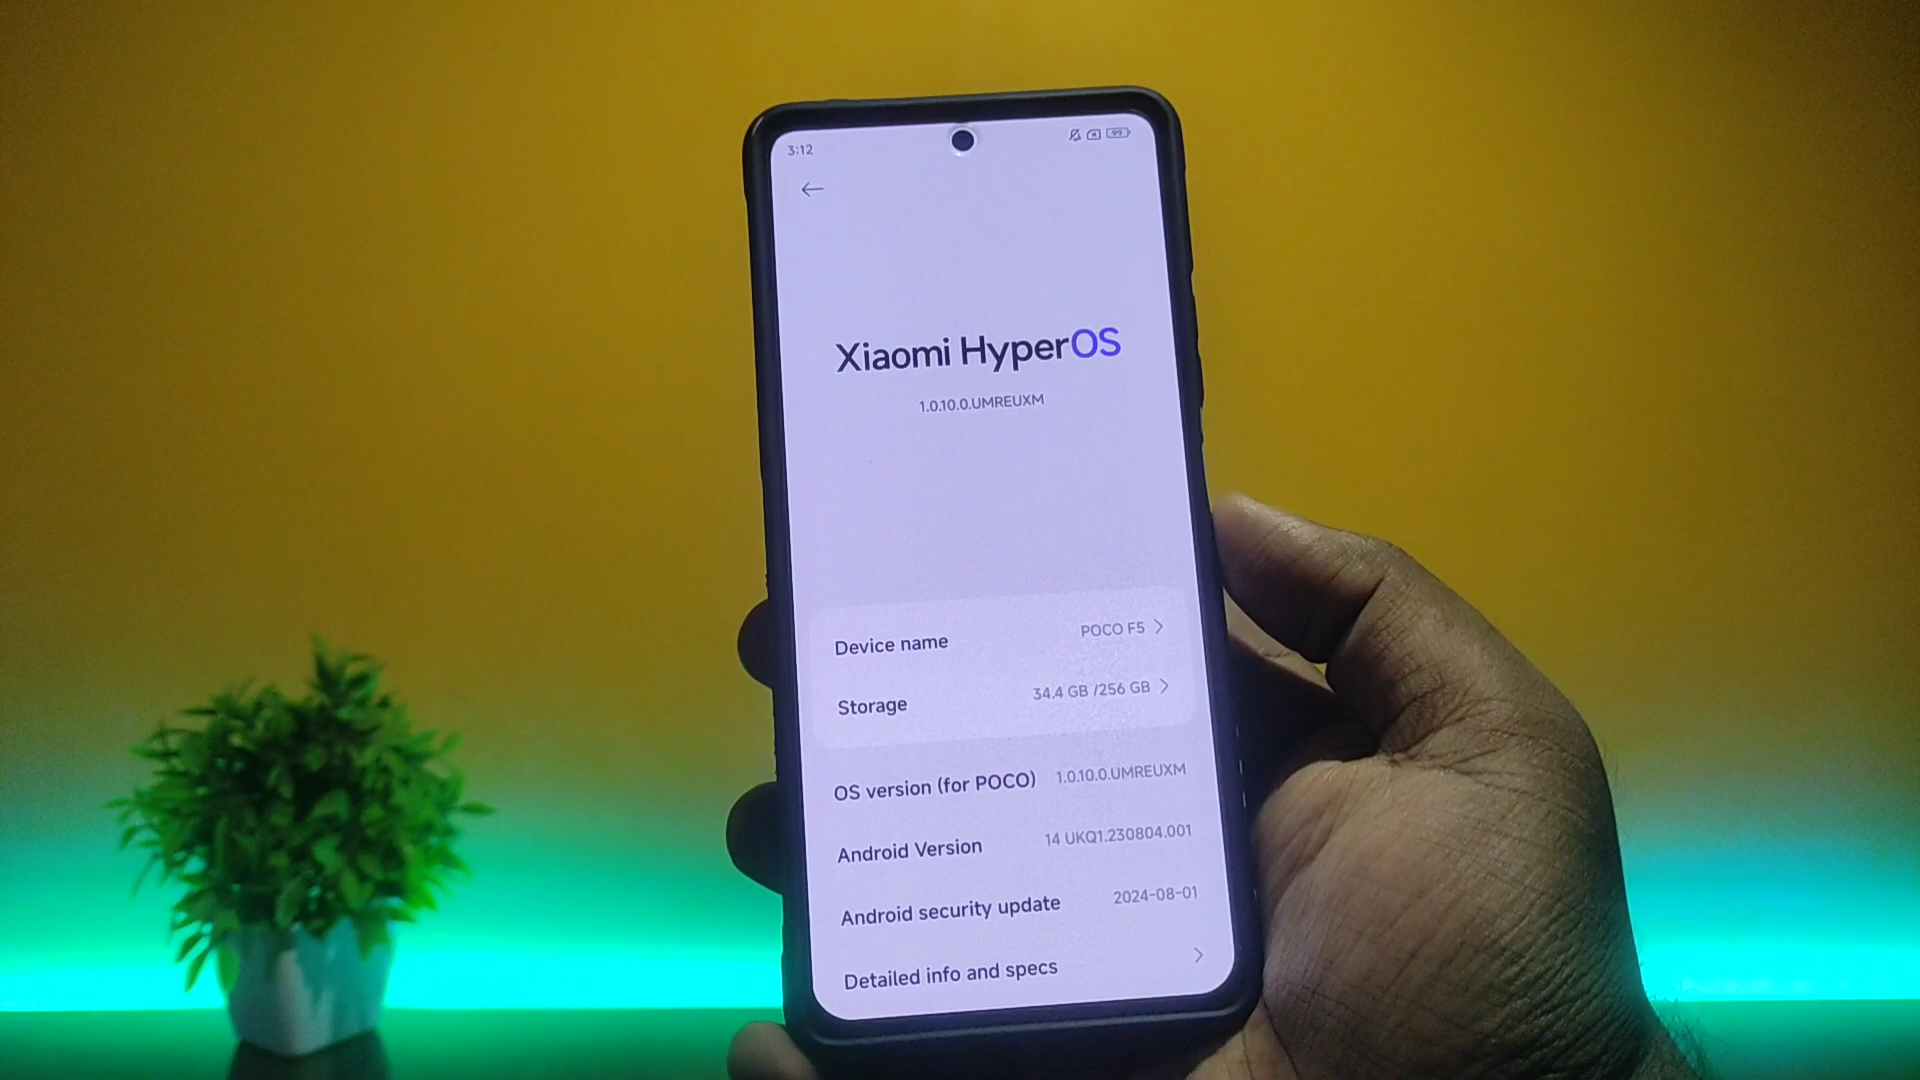 3:12
99
Xiaomi HyperOS
1.0.10.0.UMREUXM
Device name POCO F5
Storage 34.4 GB /256 GB
OS version (for POCO) 1.0.10.0.UMREUXM
Android Version 14 UKQ1.230804.001
Android security update 2024-08-01
Detailed info and specs